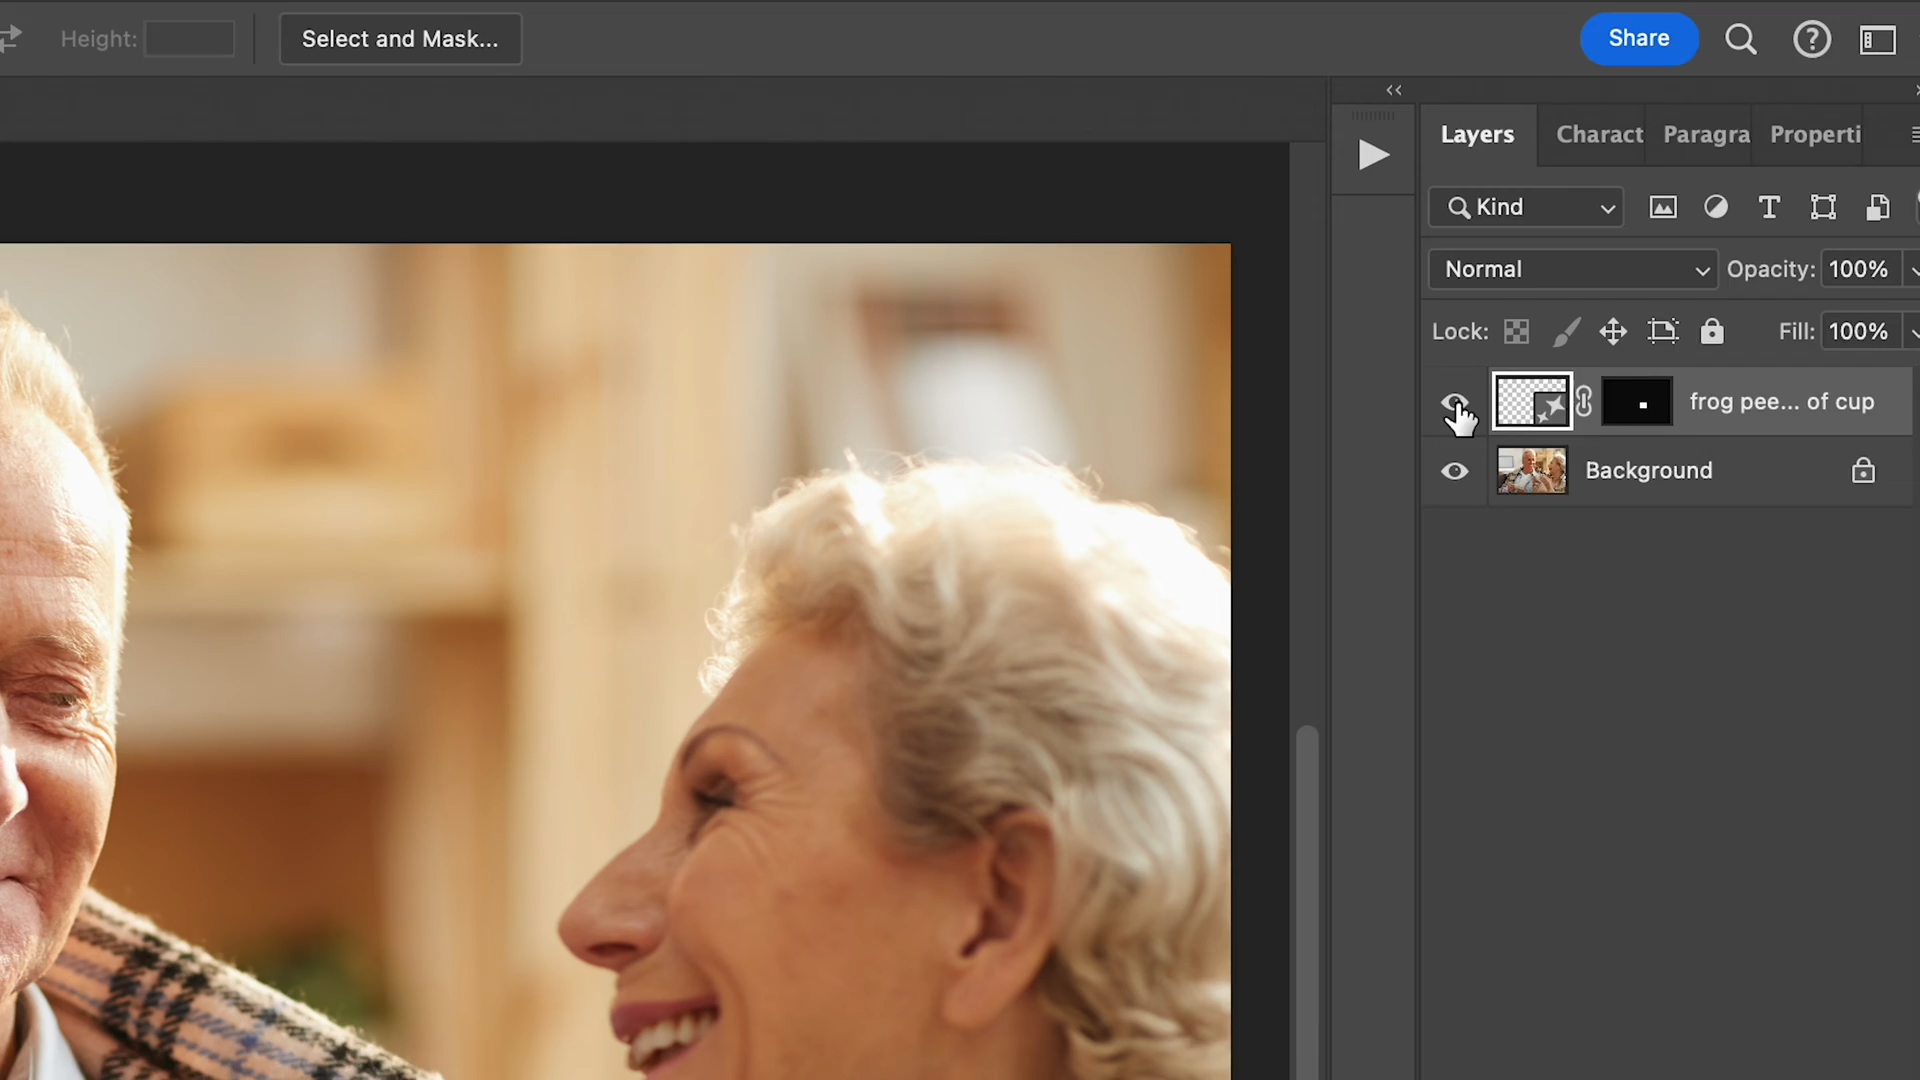 Height:
Select and Mask...
Share
Layers
Charact
Paragra
Properti
Kind
Normal
Opacity: 100%
Lock:
Fill: 100%
frog pee... of cup
Background